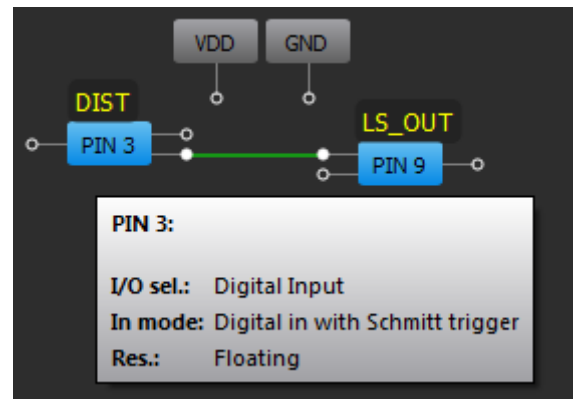 VDD GND
DIST
LS_OUT
PIN 3
PIN 9
PIN 3:
I/O sel.: Digital Input
In mode: Digital in with Schmitt trigger
Res.: Floating